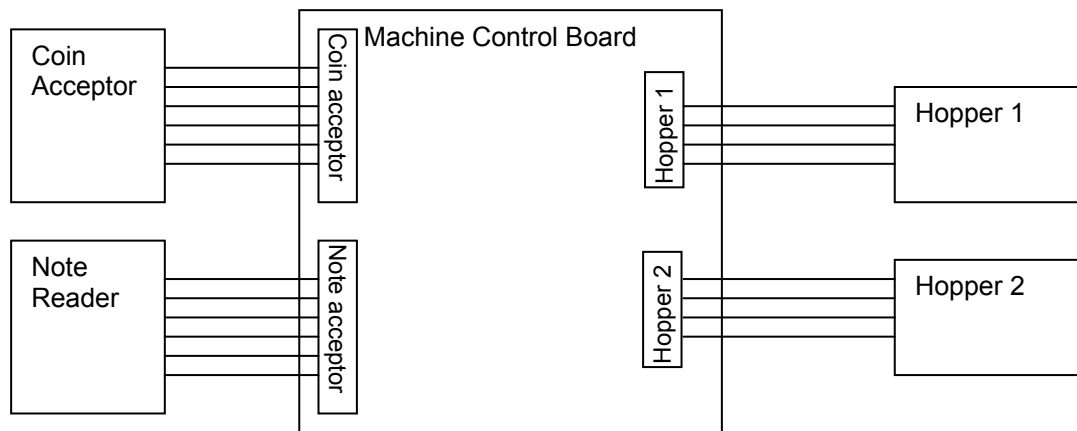 Machine Control Board
Coin
Acceptor
Coin acceptor
Hopper 1
Hopper 1
Note
Reader
Note acceptor
Hopper 2
Hopper 2